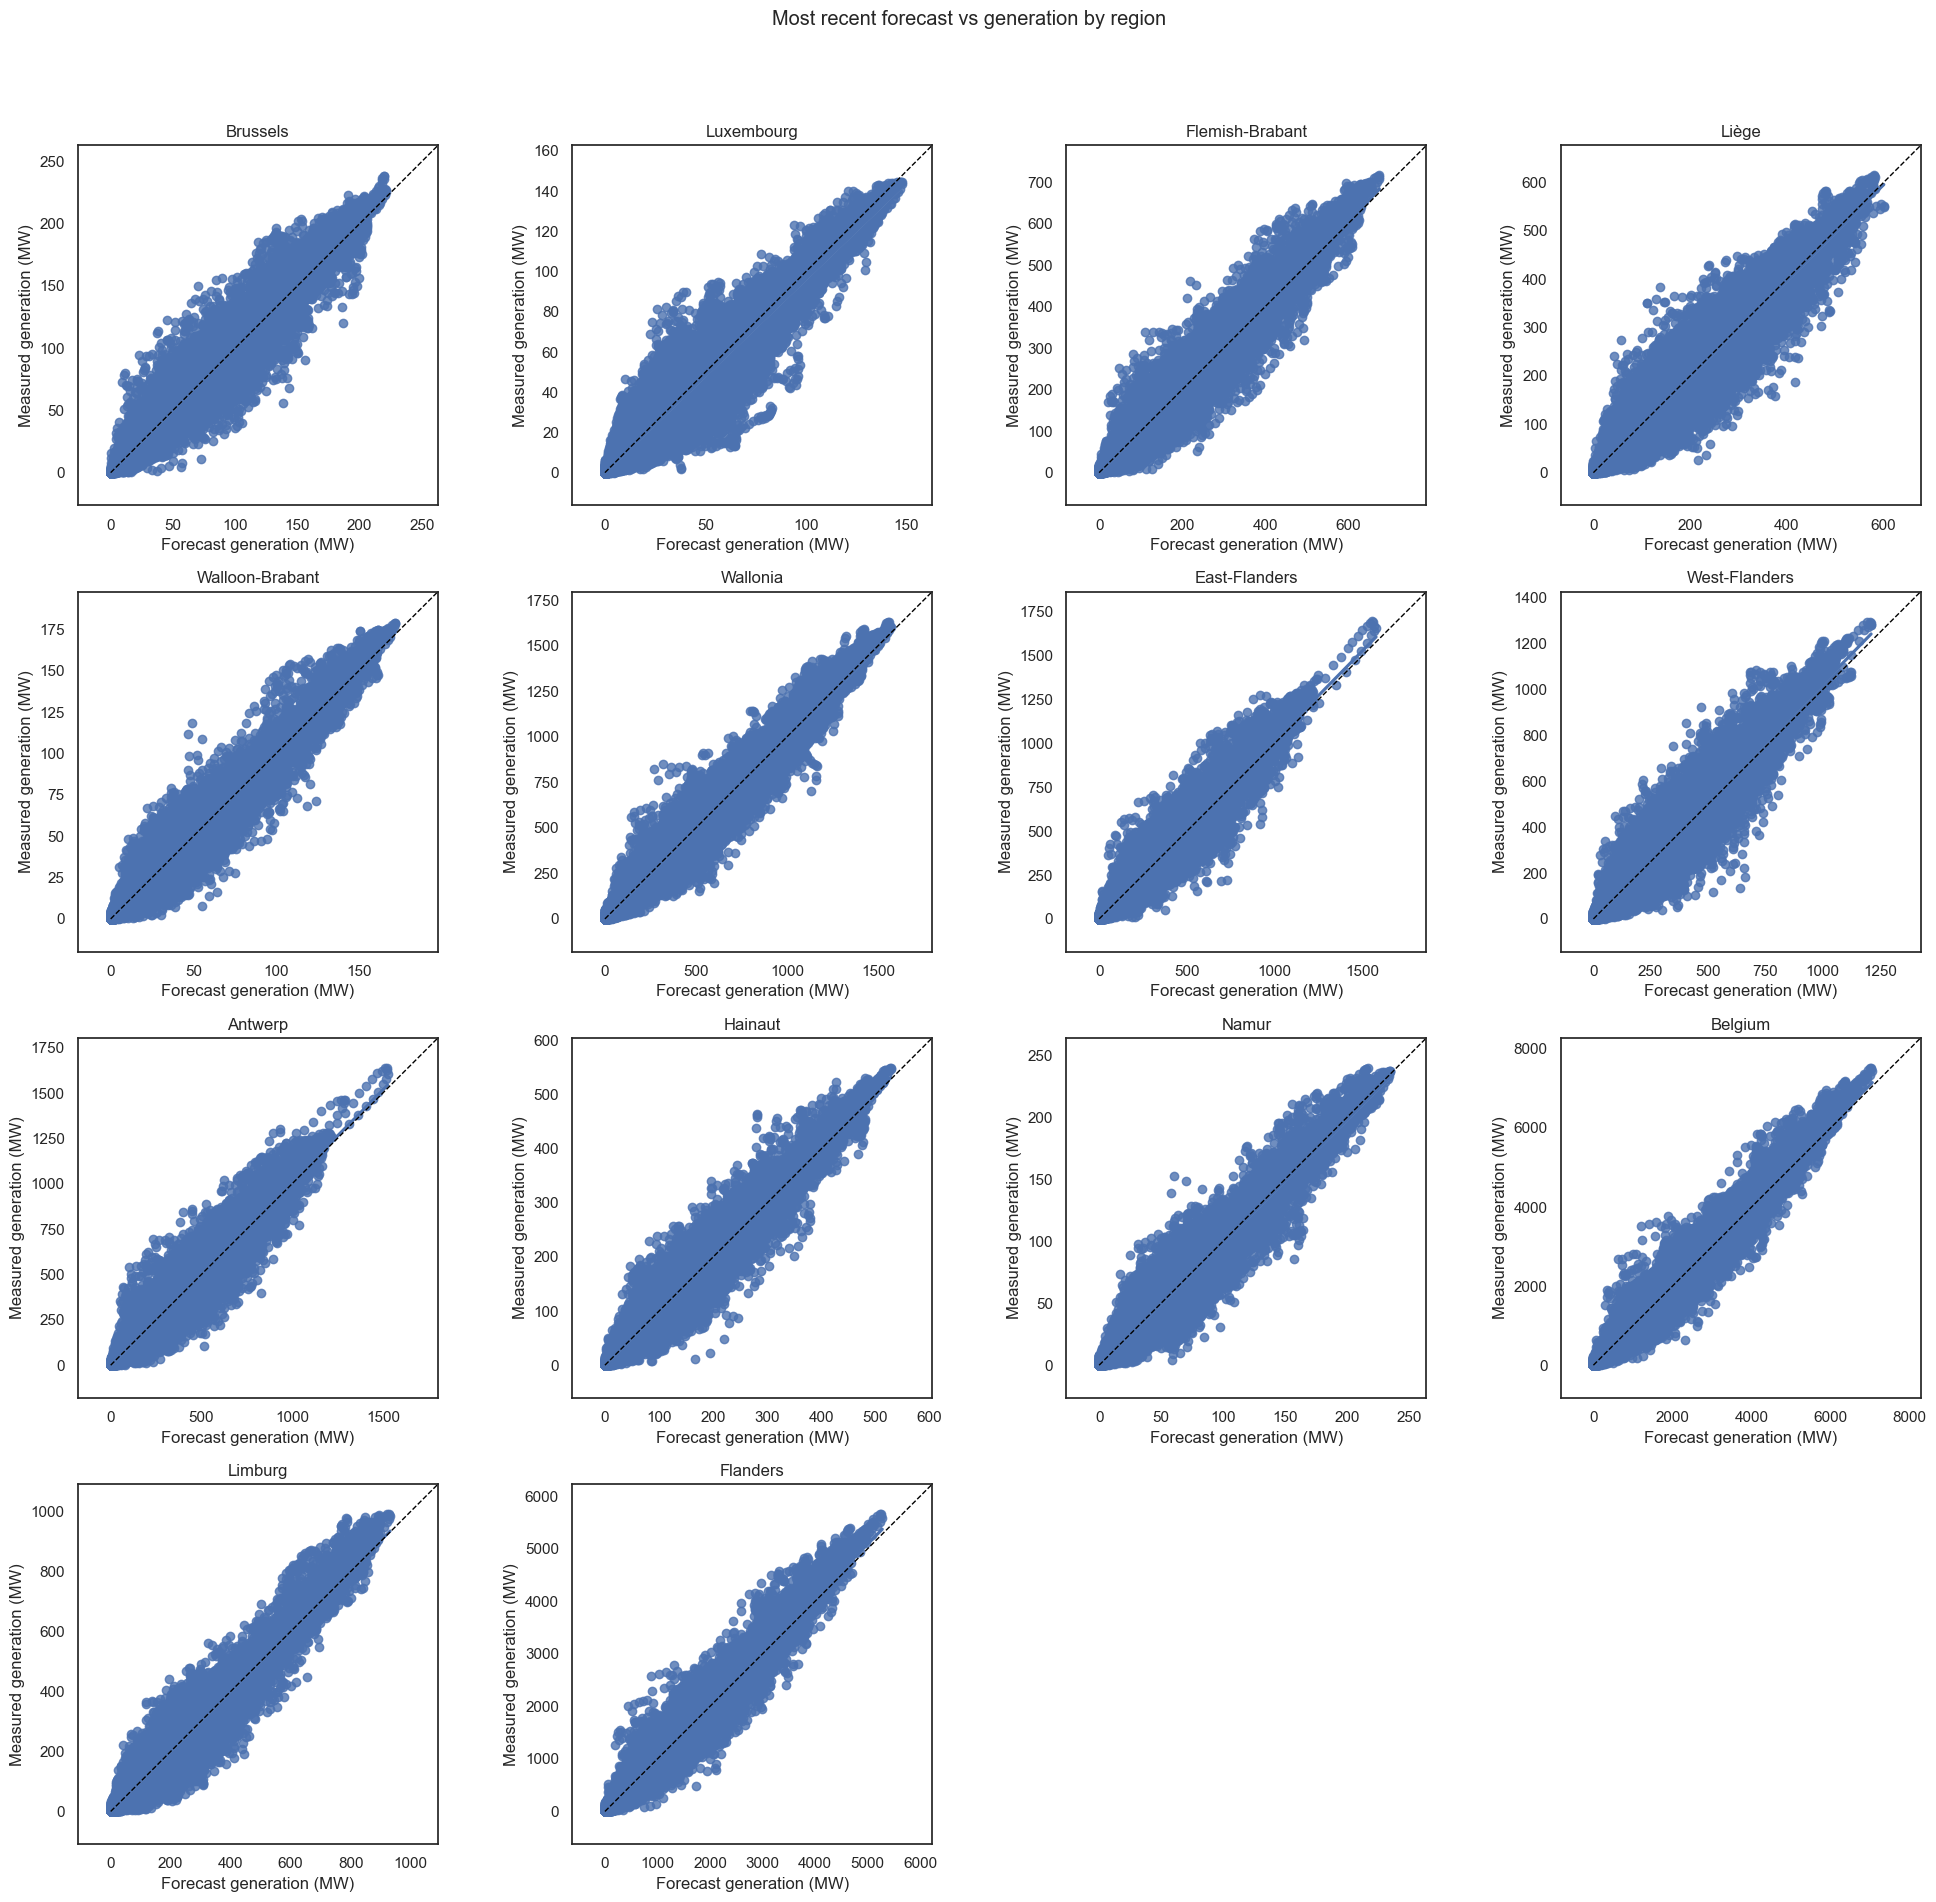 Most recent forecast vs generation by region
Brussels
Measured generation (MW)
250
200
150
100
50
0
0 50 100 150 200 250
Forecast generation (MW)
Luxembourg
Measured generation (MW)
160
140
120
100
80
60
40
20
0
0 50 100 150
Forecast generation (MW)
Flemish-Brabant
Measured generation (MW)
700
600
500
400
300
200
100
0
0 200 400 600
Forecast generation (MW)
Liège
Measured generation (MW)
600
500
400
300
200
100
0
0 200 400 600
Forecast generation (MW)
Walloon-Brabant
Measured generation (MW)
175
150
125
100
75
50
25
0
0 50 100 150
Forecast generation (MW)
Wallonia
Measured generation (MW)
1750
1500
1250
1000
750
500
250
0
0 500 1000 1500
Forecast generation (MW)
East-Flanders
Measured generation (MW)
1750
1500
1250
1000
750
500
250
0
0 500 1000 1500
Forecast generation (MW)
West-Flanders
Measured generation (MW)
1400
1200
1000
800
600
400
200
0
0 250 500 750 1000 1250
Forecast generation (MW)
Antwerp
Measured generation (MW)
1750
1500
1250
1000
750
500
250
0
0 500 1000 1500
Forecast generation (MW)
Hainaut
Measured generation (MW)
600
500
400
300
200
100
0
0 100 200 300 400 500 600
Forecast generation (MW)
Namur
Measured generation (MW)
250
200
150
100
50
0
0 50 100 150 200 250
Forecast generation (MW)
Belgium
Measured generation (MW)
8000
6000
4000
2000
0
0 2000 4000 6000 8000
Forecast generation (MW)
Limburg
Measured generation (MW)
1000
800
600
400
200
0
0 200 400 600 800 1000
Forecast generation (MW)
Flanders
Measured generation (MW)
6000
5000
4000
3000
2000
1000
0
0 1000 2000 3000 4000 5000 6000
Forecast generation (MW)